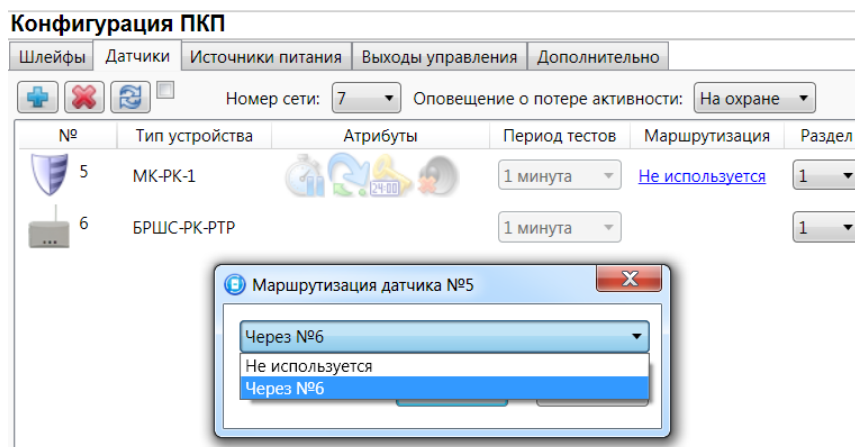 Конфигурация ПКП
Шлейфы Датчики Источники питания Выходы управления Дополнительно
Номер сети: 7 Оповещение о потере активности: На охране
№ Тип устройства Атрибуты Период тестов Маршрутизация Раздел
5 МК-РК-1 24:00 1 минута Не используется 1
6 БРШС-РК-РТР 1 минута 1
Маршрутизация датчика №5
Через №6
Не используется
Через №6